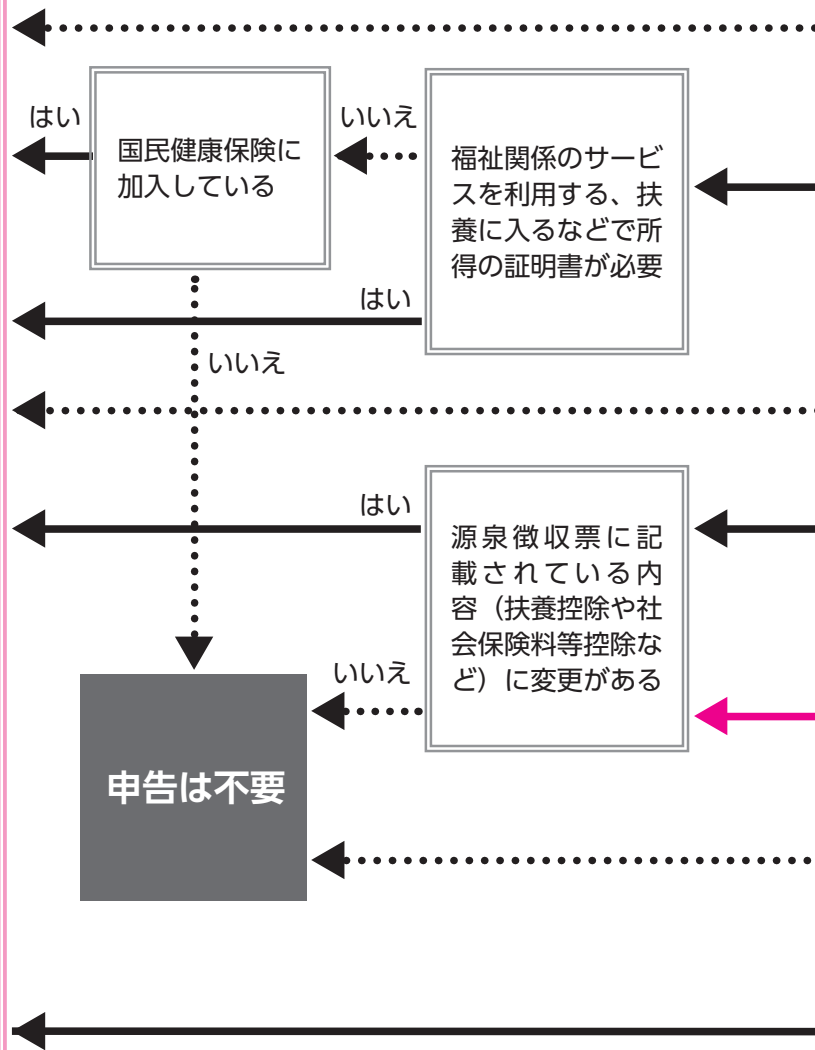 はい
国民健康保険に
加入している
いいえ
福祉関係のサービ
スを利用する、扶
養に入るなどで所
得の証明書が必要
はい
いいえ
はい
源泉徴収票に記
載されている内
容（扶養控除や社
会保険料等控除な
ど）に変更がある
いいえ
申告は不要